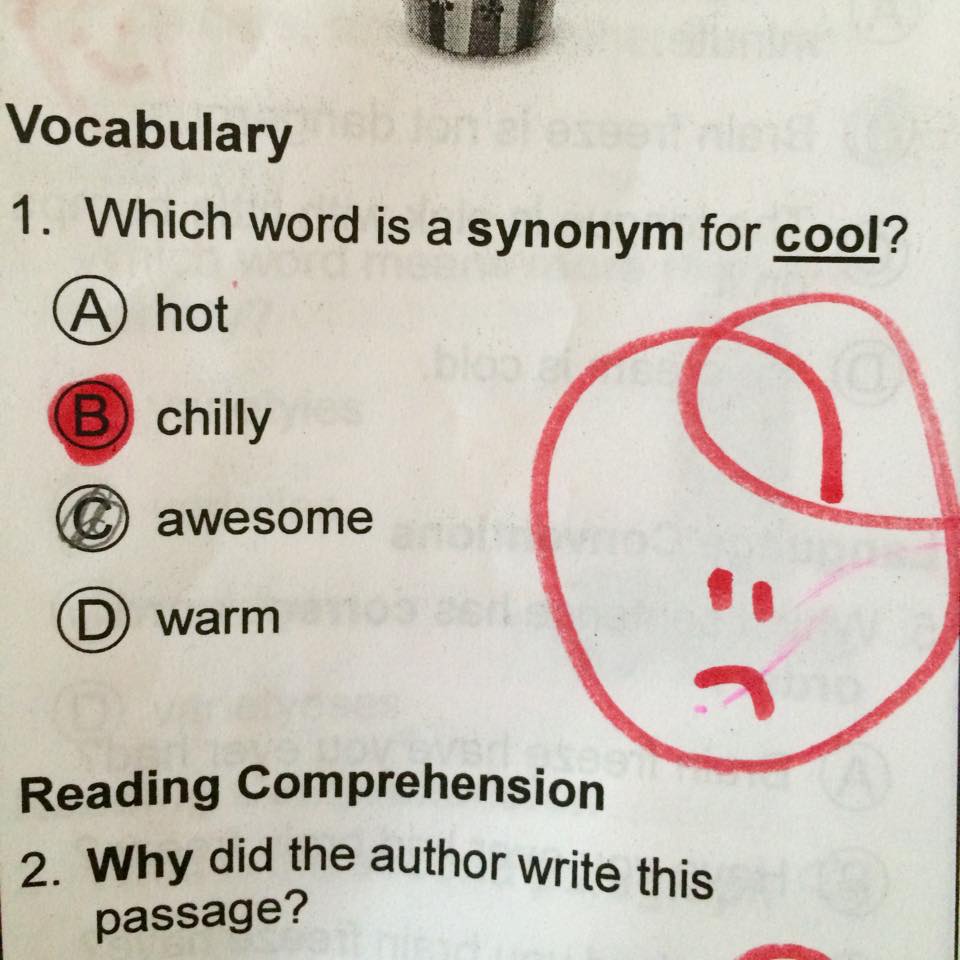 Vocabulary
1. Which word is a synonym for cool?
A hot
B chilly
C awesome
D warm
Reading Comprehension
2. Why did the author write this
passage?